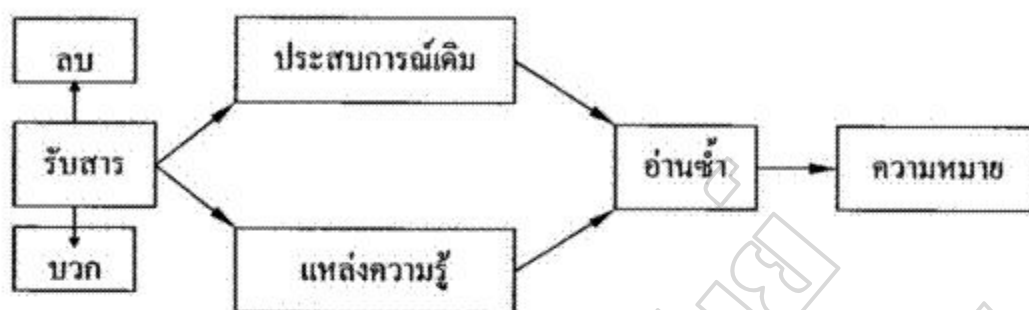 ลบ
ประสบการณ์เดิม
รับสาร
อ่านซ้ำ
ความหมาย
บวก
แหล่งความรู้